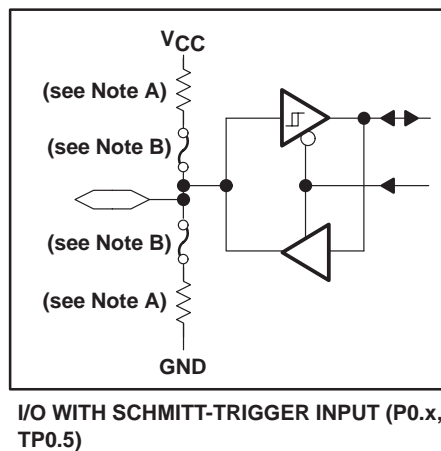 VCC
(see Note A)
(see Note B)
(see Note B)
(see Note A)
GND
I/O WITH SCHMITT-TRIGGER INPUT (P0.x,
TP0.5)